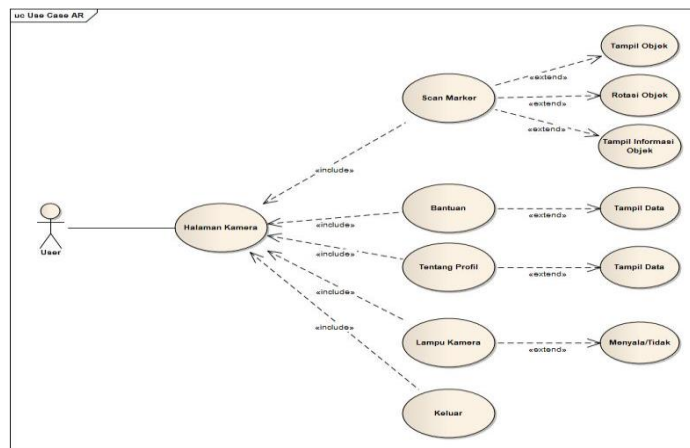 uc Use Case AR
Tampil Objek
«extend»
Scan Marker
Rotasi Objek
«extend»
«extend»
Tampil Informasi
Objek
«include»
Halaman Kamera
User
Bantuan
Tampil Data
«include»
«extend»
Tentang Profil
Tampil Data
«include»
«extend»
«include»
Lampu Kamera
Menyala/Tidak
«extend»
«include»
Keluar